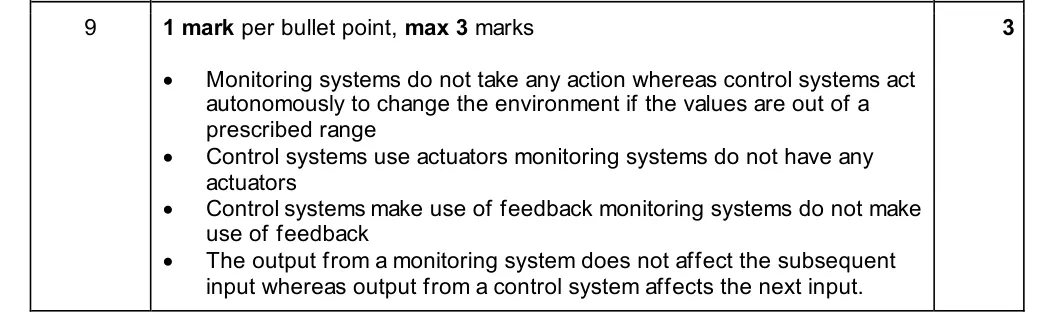 9
1 mark per bullet point, max 3 marks
3
• Monitoring systems do not take any action whereas control systems act
autonomously to change the environment if the values are out of a
prescribed range
• Control systems use actuators monitoring systems do not have any
actuators
• Control systems make use of feedback monitoring systems do not make
use of feedback
• The output from a monitoring system does not affect the subsequent
input whereas output from a control system affects the next input.